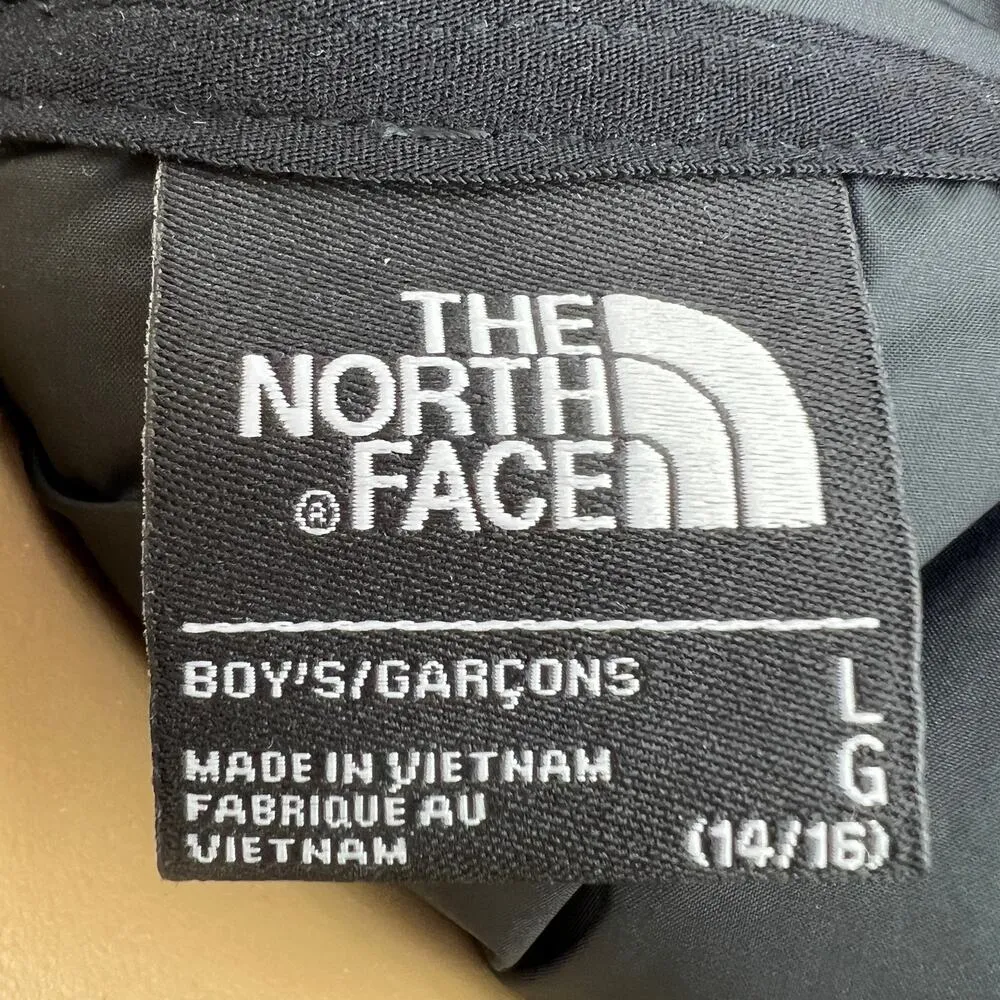 THE
NORTH
FACE
®
BOY'S/GARÇONS L
G
MADE IN VIETNAM
FABRIQUE AU
VIETNAM (14/16)